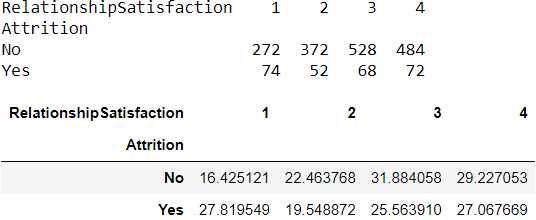 RelationshipSatisfaction 1 2 3 4
Attrition
No 272 372 528 484
Yes 74 52 68 72
RelationshipSatisfaction 1 2 3 4
Attrition
No 16.425121 22.463768 31.884058 29.227053
Yes 27.819549 19.548872 25.563910 27.067669